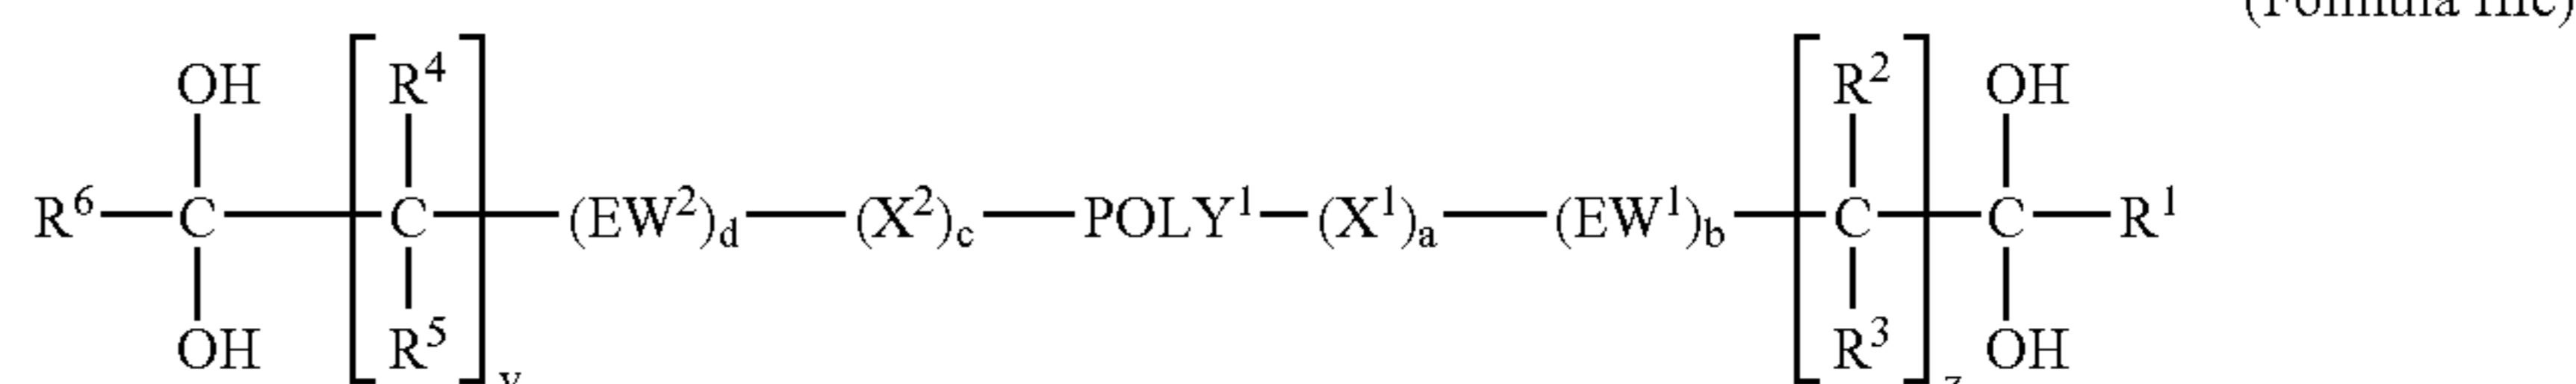 (Formula IIIc)
OH R⁴ R² OH
R⁶—C—C—(EW²)d—(X²)c—POLY¹—(X¹)a—(EW¹)b—C—C—R¹
OH R⁵ y R³ z OH